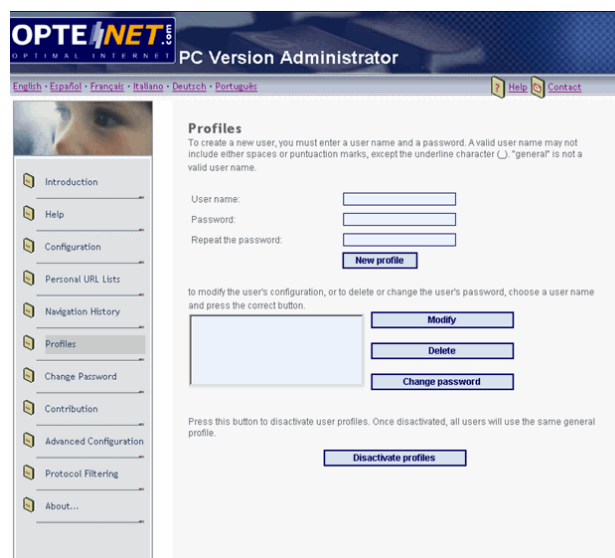 OPTENET.com
OPTIMAL INTERNET
PC Version Administrator
English · Español · Français · Italiano · Deutsch · Português
? Help @ Contact
Profiles
To create a new user, you must enter a user name and a password. A valid user name may not
include either spaces or puntuaction marks, except the underline character (_). "general" is not a
valid user name.
Introduction
Help
Configuration
Personal URL Lists
Navigation History
Profiles
Change Password
Contribution
Advanced Configuration
Protocol Filtering
About...
User name:
Password:
Repeat the password:
New profile
to modify the user's configuration, or to delete or change the user's password, choose a user name
and press the correct button.
Modify
Delete
Change password
Press this button to disactivate user profiles. Once disactivated, all users will use the same general
profile.
Disactivate profiles